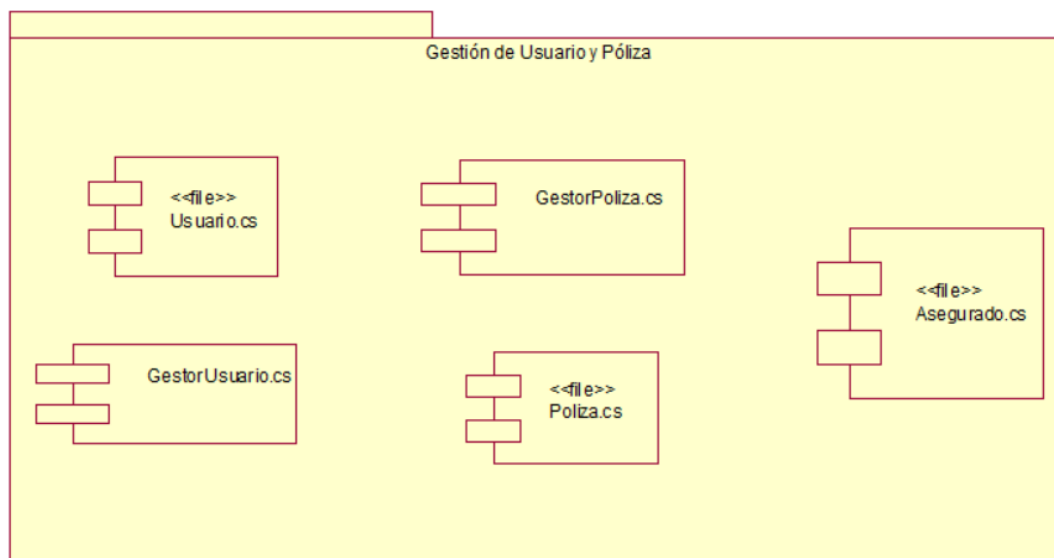 Gestión de Usuario y Póliza
<<file>>
Usuario.cs
GestorPoliza.cs
<<file>>
Asegurado.cs
GestorUsuario.cs
<<file>>
Poliza.cs